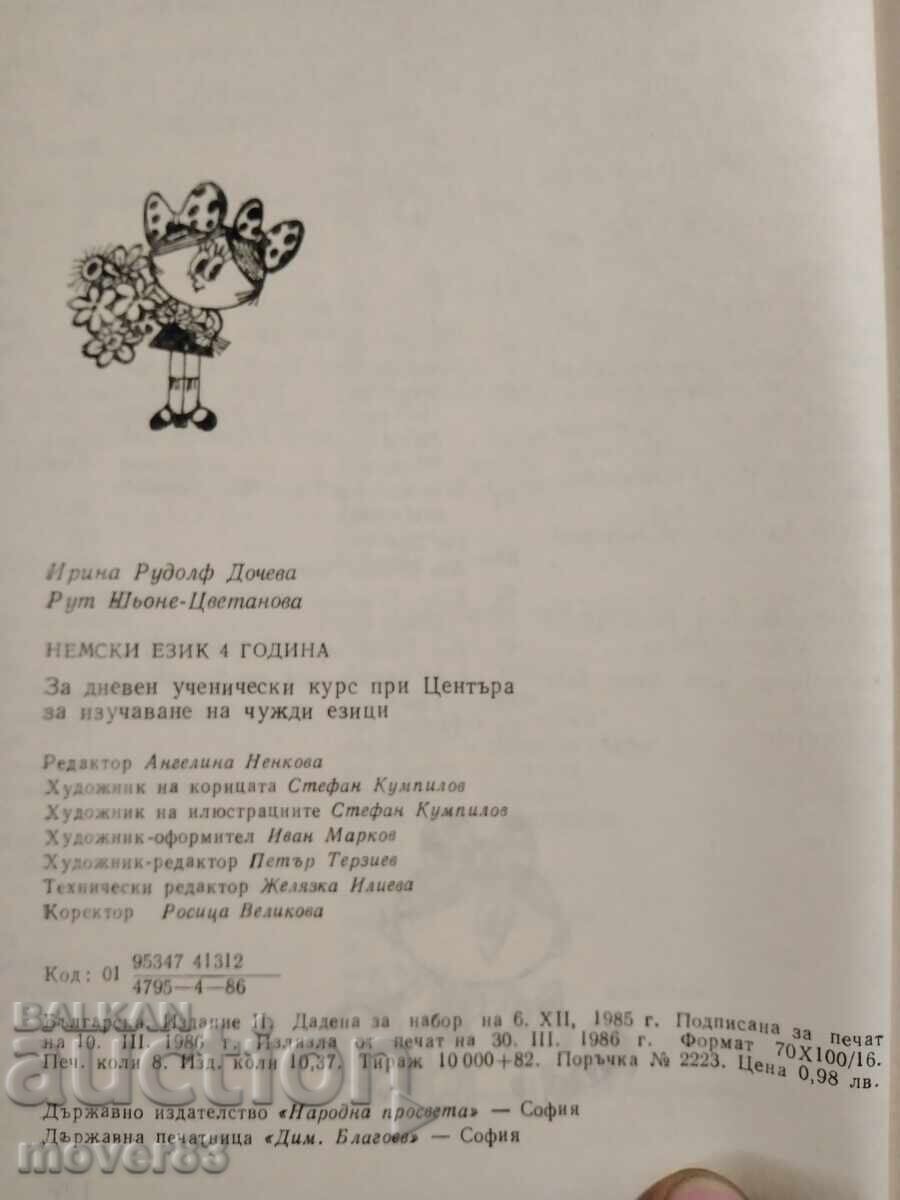 Ирина Рудолф Дочева
Рут Шьоне-Цветанова
НЕМСКИ ЕЗИК 4 ГОДИНА
За дневен ученически курс при Центъра
за изучаване на чужди езици
Редактор Ангелина Ненкова
Художник на корицата Стефан Кумпилов
Художник на илюстрациите Стефан Кумпилов
Художник-оформител Иван Марков
Художник-редактор Петър Терзиев
Технически редактор Желязка Илиева
Коректор Росица Великова
Код: 01 95347 41312
4795—4—86
Българска. Издание II. Дадена за набор на 6. XII, 1985 г. Подписана за печат
на 10. III. 1986 г. Излязла от печат на 30. III. 1986 г. Формат 70X100/16.
Печ. коли 8. Изд. коли 10,37. Тираж 10 000+82. Поръчка № 2223. Цена 0,98 лв.
Държавно издателство «Народна просвета» — София
Държавна печатница «Дим. Благоев» — София
BALKAN
auction
mover83